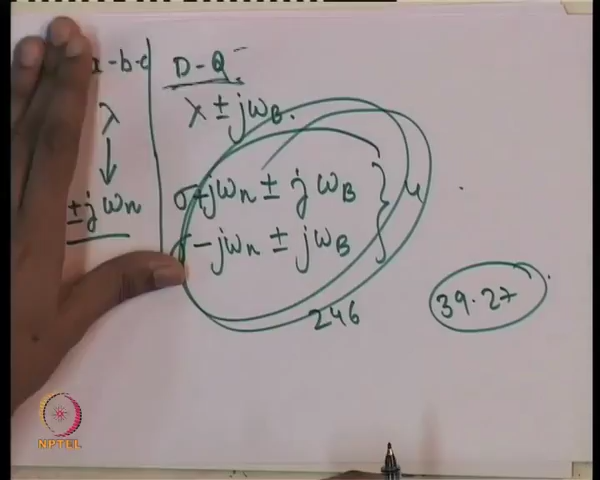 a-b-c D-Q
λ λ ± jωB.
±jωn σ+jωn ± jωB } 4
σ-jωn ± jωB
246 39.27
NPTEL